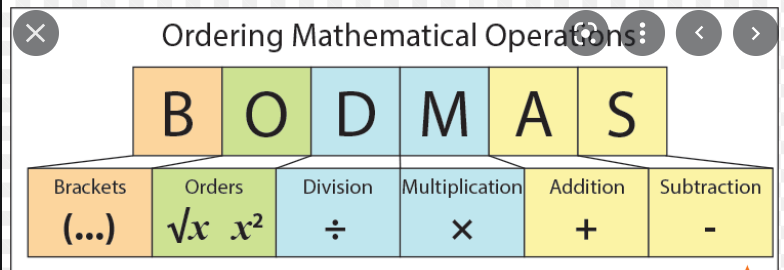 Ordering Mathematical Operations
B O D M A S
Brackets Orders Division Multiplication Addition Subtraction
(...) √x x² ÷ × + -